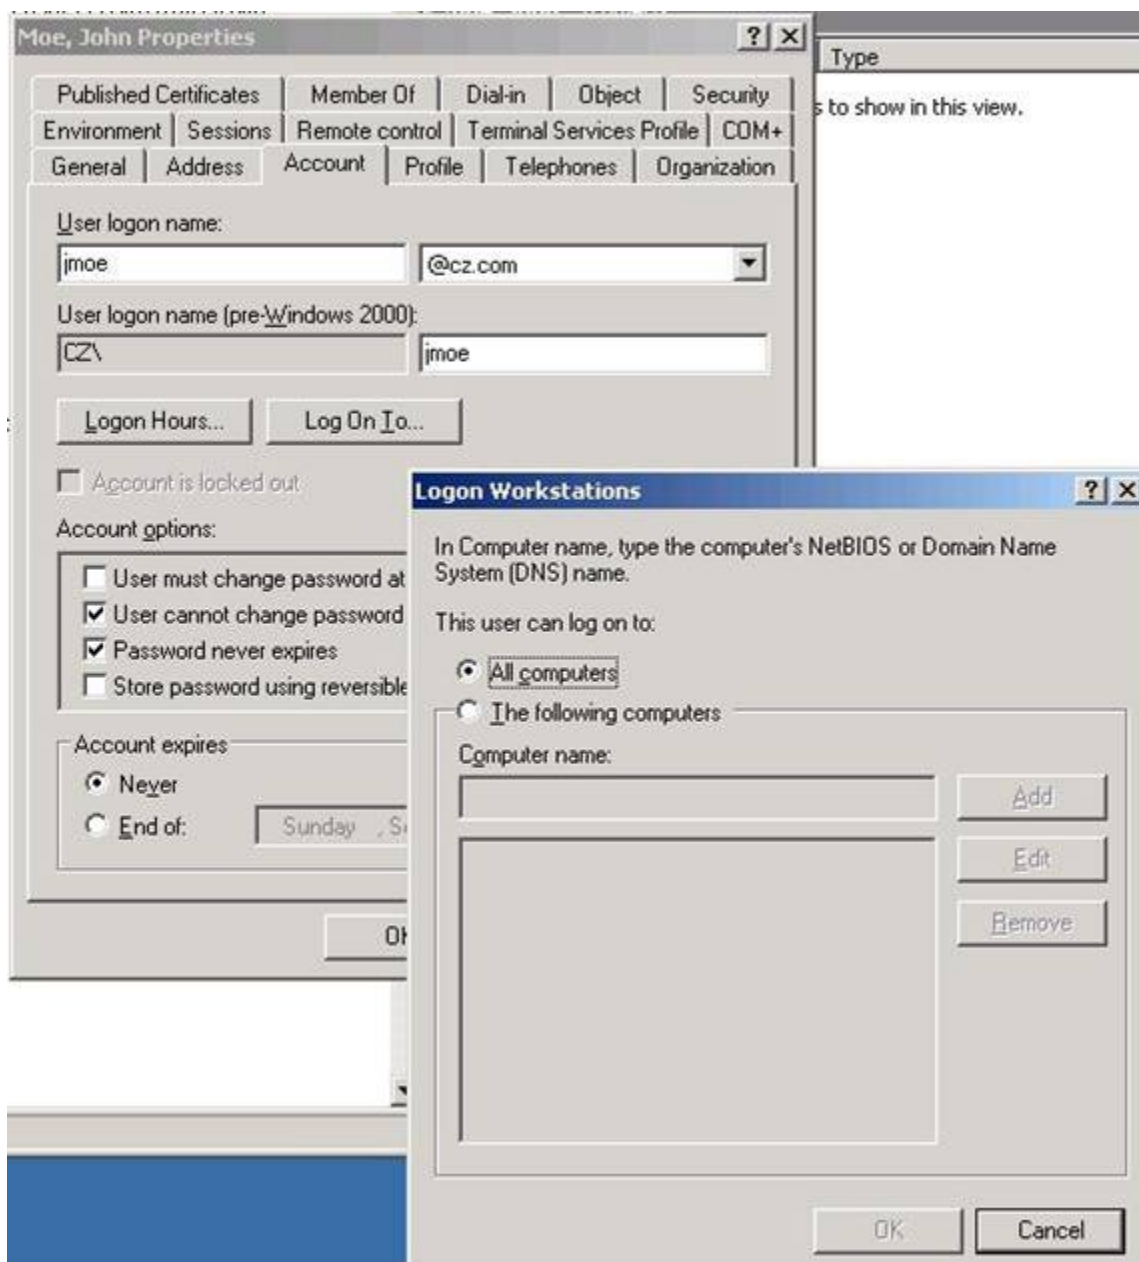 Moe, John Properties
Type
Published Certificates Member Of Dial-in Object Security
s to show in this view.
Environment Sessions Remote control Terminal Services Profile COM+
General Address Account Profile Telephones Organization
User logon name:
jmoe @cz.com
User logon name (pre-Windows 2000):
CZ\ jmoe
Logon Hours... Log On To...
Account is locked out
Account options:
User must change password at
User cannot change password
Password never expires
Store password using reversible
Account expires
Never
End of: Sunday , S
Logon Workstations
In Computer name, type the computer's NetBIOS or Domain Name
System (DNS) name.
This user can log on to:
All computers
The following computers
Computer name:
Add
Edit
Remove
OK Cancel